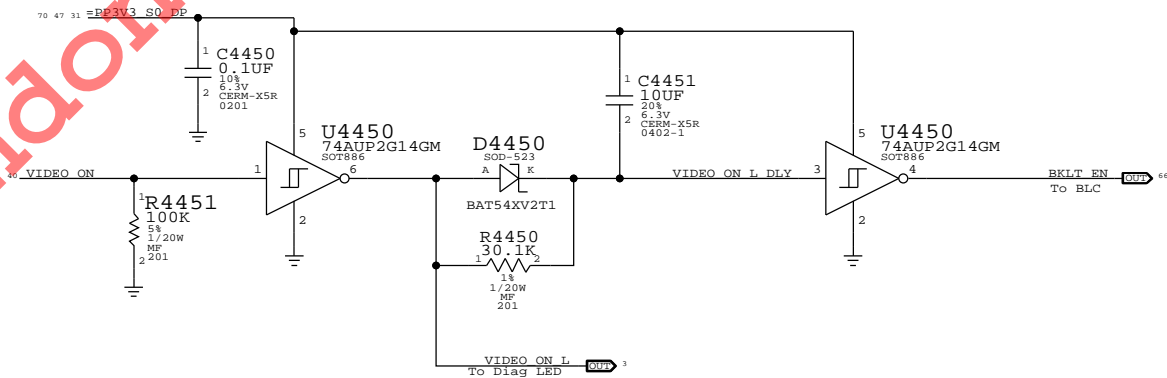 70 47 31 =PP3V3_S0_DP
1 C4450
0.1UF
10%
6.3V
2 CERM-X5R
0201
1 C4451
10UF
20%
6.3V
2 CERM-X5R
0402-1
5 U4450
74AUP2G14GM
SOT886
D4450
SOD-523
A K
BAT54XV2T1
5 U4450
74AUP2G14GM
SOT886
VIDEO_ON 1 6
VIDEO_ON_L_DLY 3 4
BKLT_EN OUT 66
To BLC
2
2
1 R4451
100K
5%
1/20W
MF
2 201
R4450
30.1K
1 2
1%
1/20W
MF
201
VIDEO_ON_L OUT 3
To Diag LED